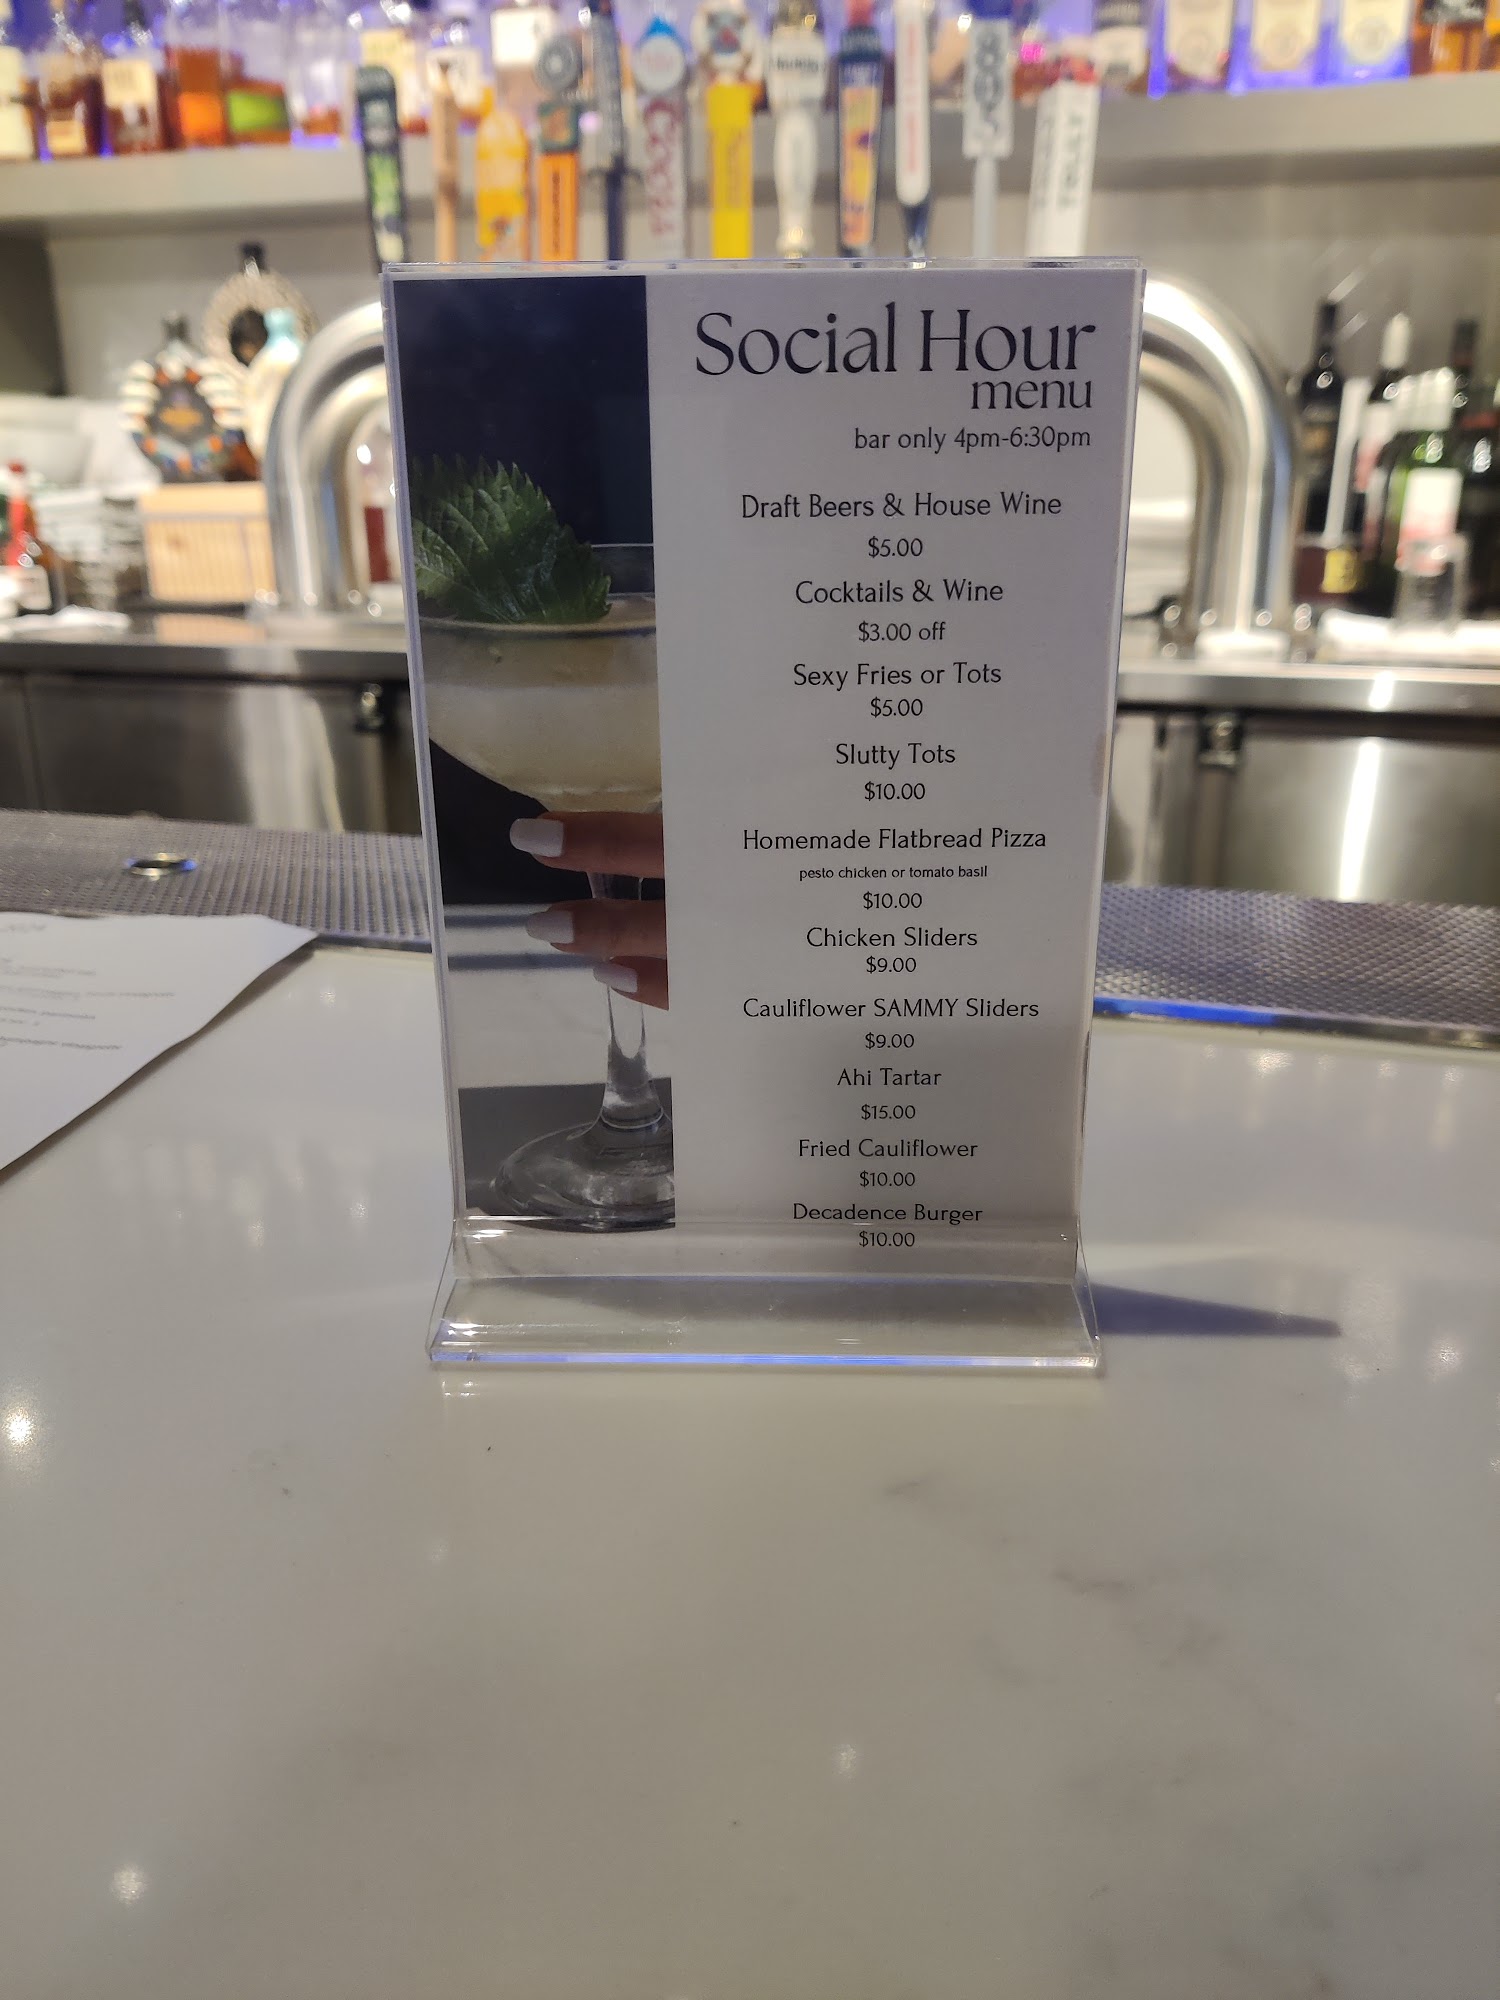 COORS
TRULY
Social Hour
menu
bar only 4pm-6:30pm
Draft Beers & House Wine
$5.00
Cocktails & Wine
$3.00 off
Sexy Fries or Tots
$5.00
Slutty Tots
$10.00
Homemade Flatbread Pizza
pesto chicken or tomato basil
$10.00
Chicken Sliders
$9.00
Cauliflower SAMMY Sliders
$9.00
Ahi Tartar
$15.00
Fried Cauliflower
$10.00
Decadence Burger
$10.00